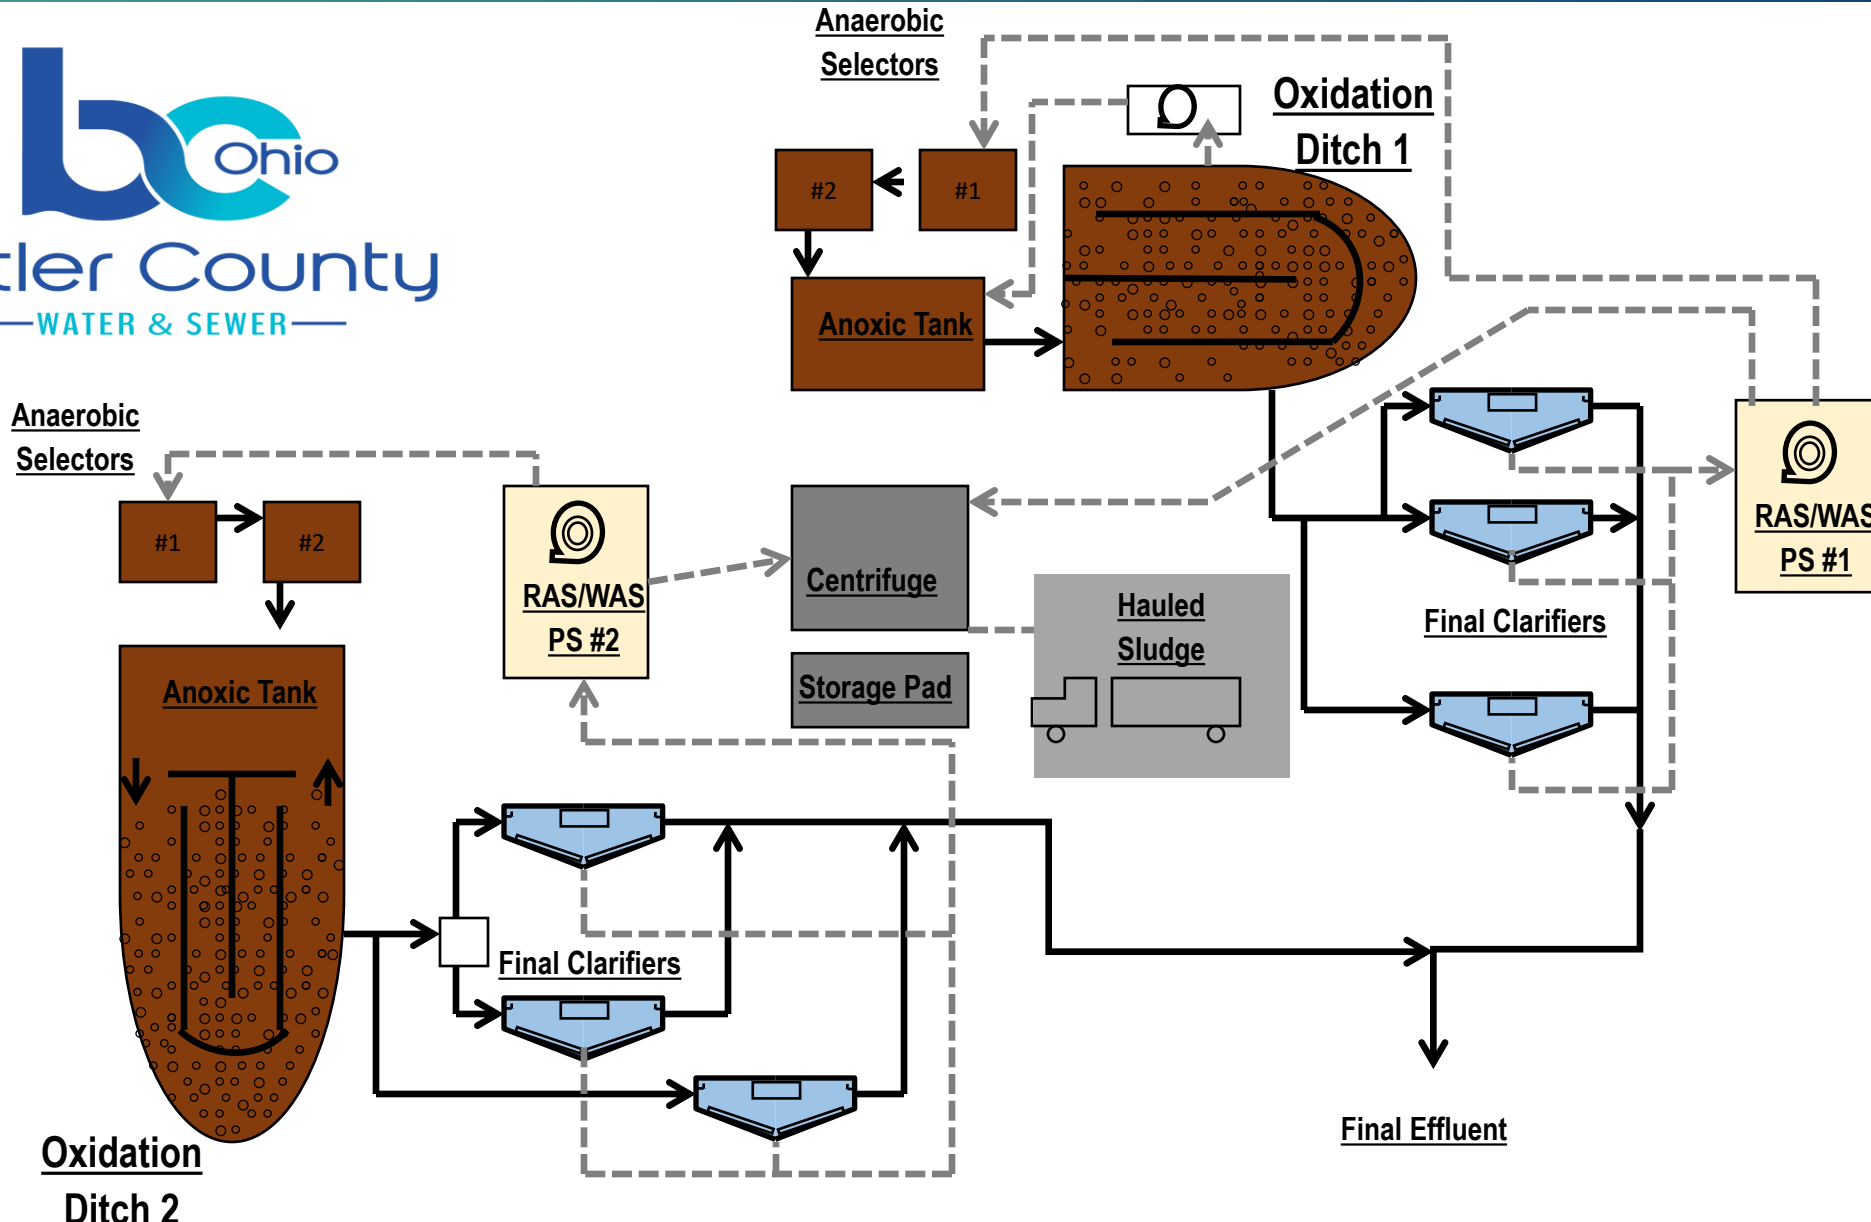 Anaerobic
Selectors
Ohio
tler County
WATER & SEWER
Oxidation
Ditch 1
#2
#1
Anoxic Tank
Anaerobic
Selectors
#1
#2
RAS/WAS
PS #2
Centrifuge
Storage Pad
Hauled
Sludge
RAS/WAS
PS #1
Final Clarifiers
Anoxic Tank
Final Clarifiers
Final Effluent
Oxidation
Ditch 2